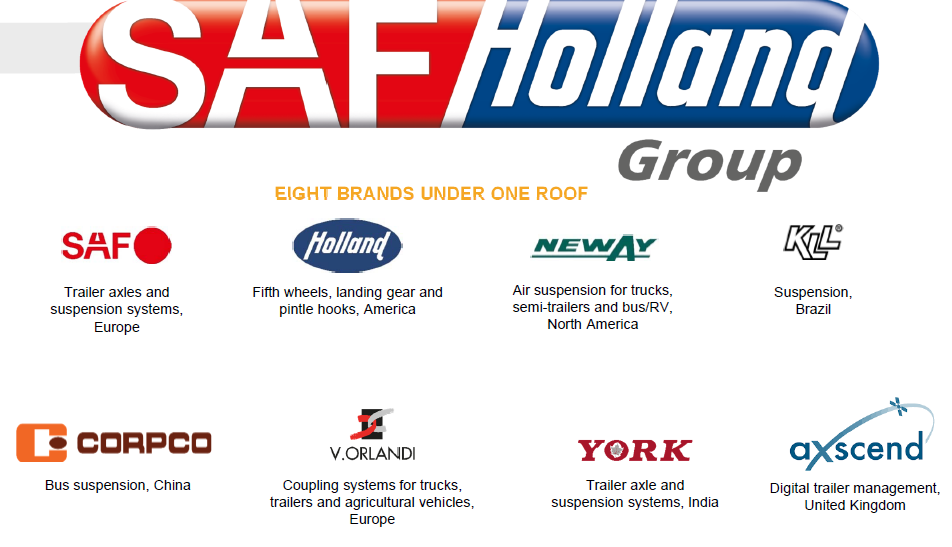 SAF Holland
Group
EIGHT BRANDS UNDER ONE ROOF
SAF
Holland
NEWAY
KLL®
Trailer axles and
suspension systems,
Europe
Fifth wheels, landing gear and
pintle hooks, America
Air suspension for trucks,
semi-trailers and bus/RV,
North America
Suspension,
Brazil
CORPCO
V.ORLANDI
YORK
axscend
Bus suspension, China
Coupling systems for trucks,
trailers and agricultural vehicles,
Europe
Trailer axle and
suspension systems, India
Digital trailer management,
United Kingdom